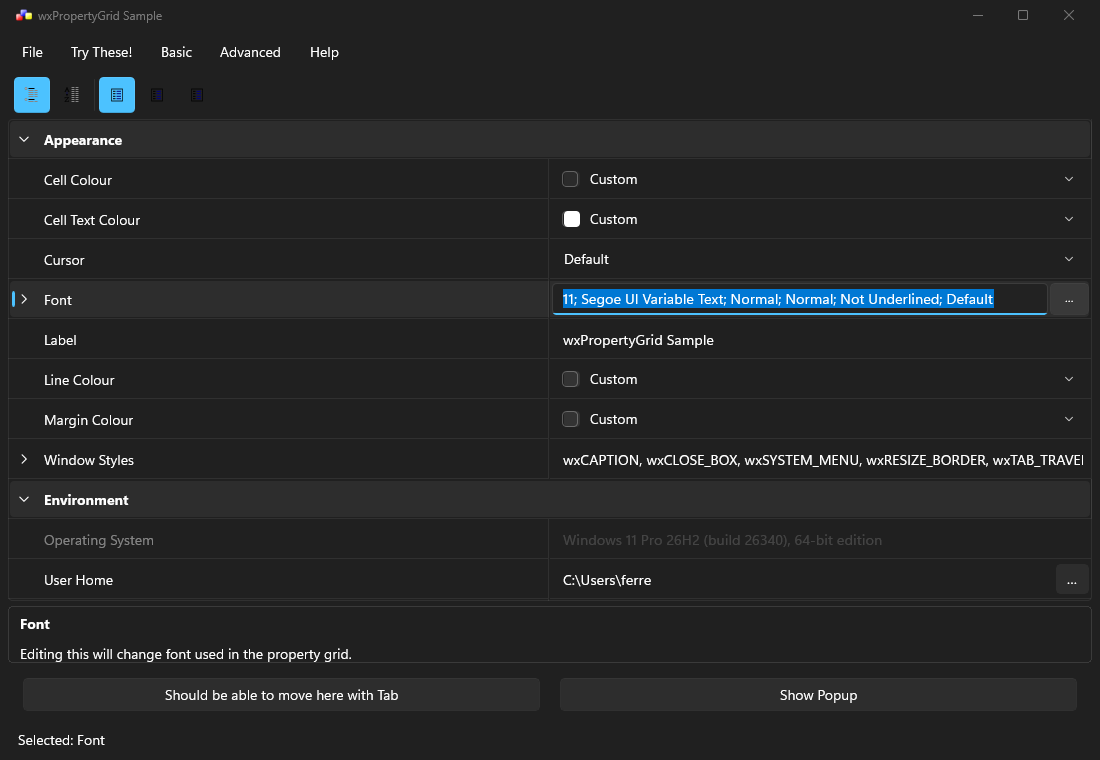 wxPropertyGrid Sample
File Try These! Basic Advanced Help
Appearance
Cell Colour Custom
Cell Text Colour Custom
Cursor Default
Font 11; Segoe UI Variable Text; Normal; Normal; Not Underlined; Default ...
Label wxPropertyGrid Sample
Line Colour Custom
Margin Colour Custom
Window Styles wxCAPTION, wxCLOSE_BOX, wxSYSTEM_MENU, wxRESIZE_BORDER, wxTAB_TRAVE
Environment
Operating System Windows 11 Pro 26H2 (build 26340), 64-bit edition
User Home C:\Users\ferre ...
Font
Editing this will change font used in the property grid.
Should be able to move here with Tab Show Popup
Selected: Font